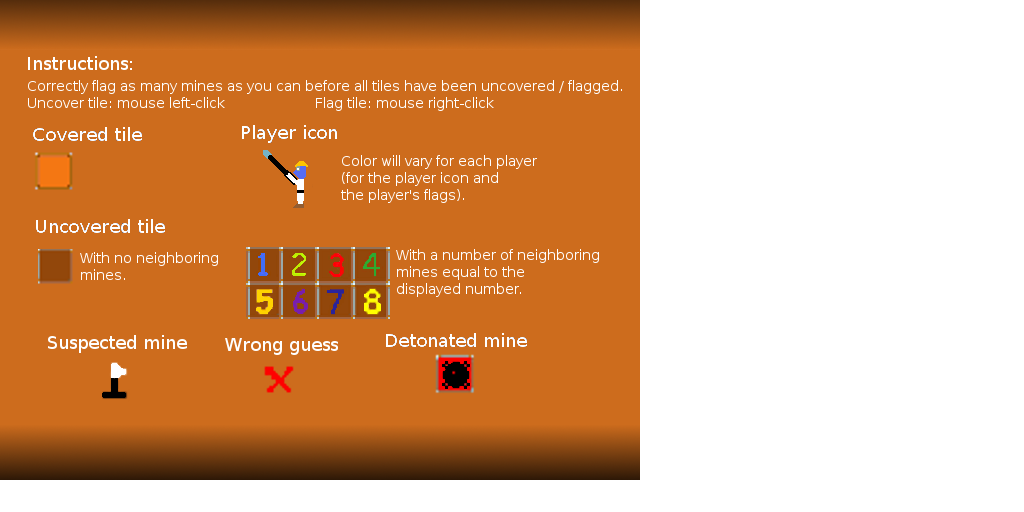 Instructions:
Correctly flag as many mines as you can before all tiles have been uncovered / flagged.
Uncover tile: mouse left-click
Flag tile: mouse right-click
Covered tile
Player icon
Color will vary for each player
(for the player icon and
the player's flags).
Uncovered tile
With no neighboring
mines.
1 2 3 4
5 6 7 8
With a number of neighboring
mines equal to the
displayed number.
Suspected mine
Wrong guess
Detonated mine